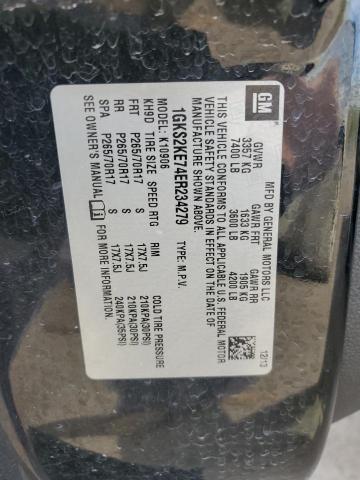 GM
MFD BY GENERAL MOTORS LLC
12/13
GVWR GAWR FRT GAWR RR
3357 KG 1633 KG 1905 KG
7400 LB 3600 LB 4200 LB
THIS VEHICLE CONFORMS TO ALL APPLICABLE U.S. FEDERAL MOTOR
VEHICLE SAFETY STANDARDS IN EFFECT ON THE DATE OF
MANUFACTURE SHOWN ABOVE.
1GKS2KE74ER234279 TYPE: M.P.V.
MODEL: K10906
KH9D TIRE SIZE SPEED RTG RIM COLD TIRE PRESSURE
FRT P265/70R17 S 17X7.5J 210KPA(30PSI)
RR P265/70R17 S 17X7.5J 210KPA(30PSI)
SPA P265/70R17 S 17X7.5J 240KPA(35PSI)
SEE OWNER'S MANUAL